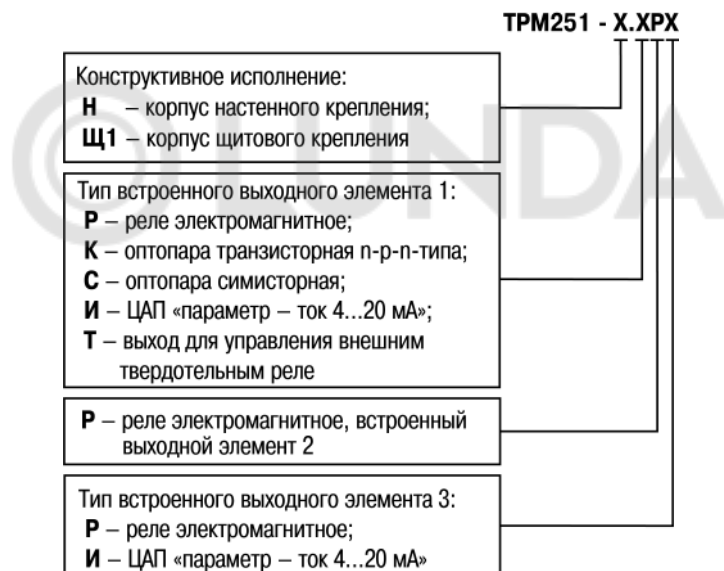 ТРМ251 - Х.ХРХ
Конструктивное исполнение:
Н – корпус настенного крепления;
Щ1 – корпус щитового крепления
LUNDA
Тип встроенного выходного элемента 1:
Р – реле электромагнитное;
К – оптопара транзисторная n-p-n-типа;
С – оптопара симисторная;
И – ЦАП «параметр – ток 4...20 мА»;
Т – выход для управления внешним
твердотельным реле
Р – реле электромагнитное, встроенный
выходной элемент 2
Тип встроенного выходного элемента 3:
Р – реле электромагнитное;
И – ЦАП «параметр – ток 4...20 мА»